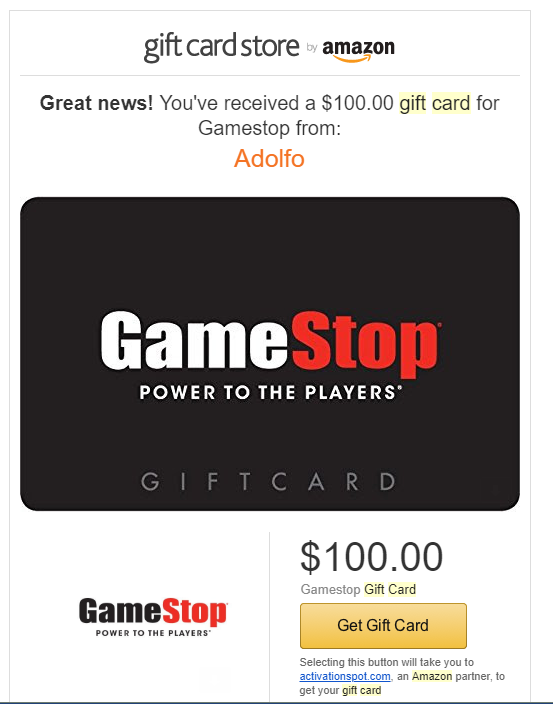 gift card store by amazon
Great news! You've received a $100.00 gift card for
Gamestop from:
Adolfo
GameStop
POWER TO THE PLAYERS®
GIFTCARD
$100.00
Gamestop Gift Card
GameStop
POWER TO THE PLAYERS®
Get Gift Card
Selecting this button will take you to
activationspot.com, an Amazon partner, to
get your gift card